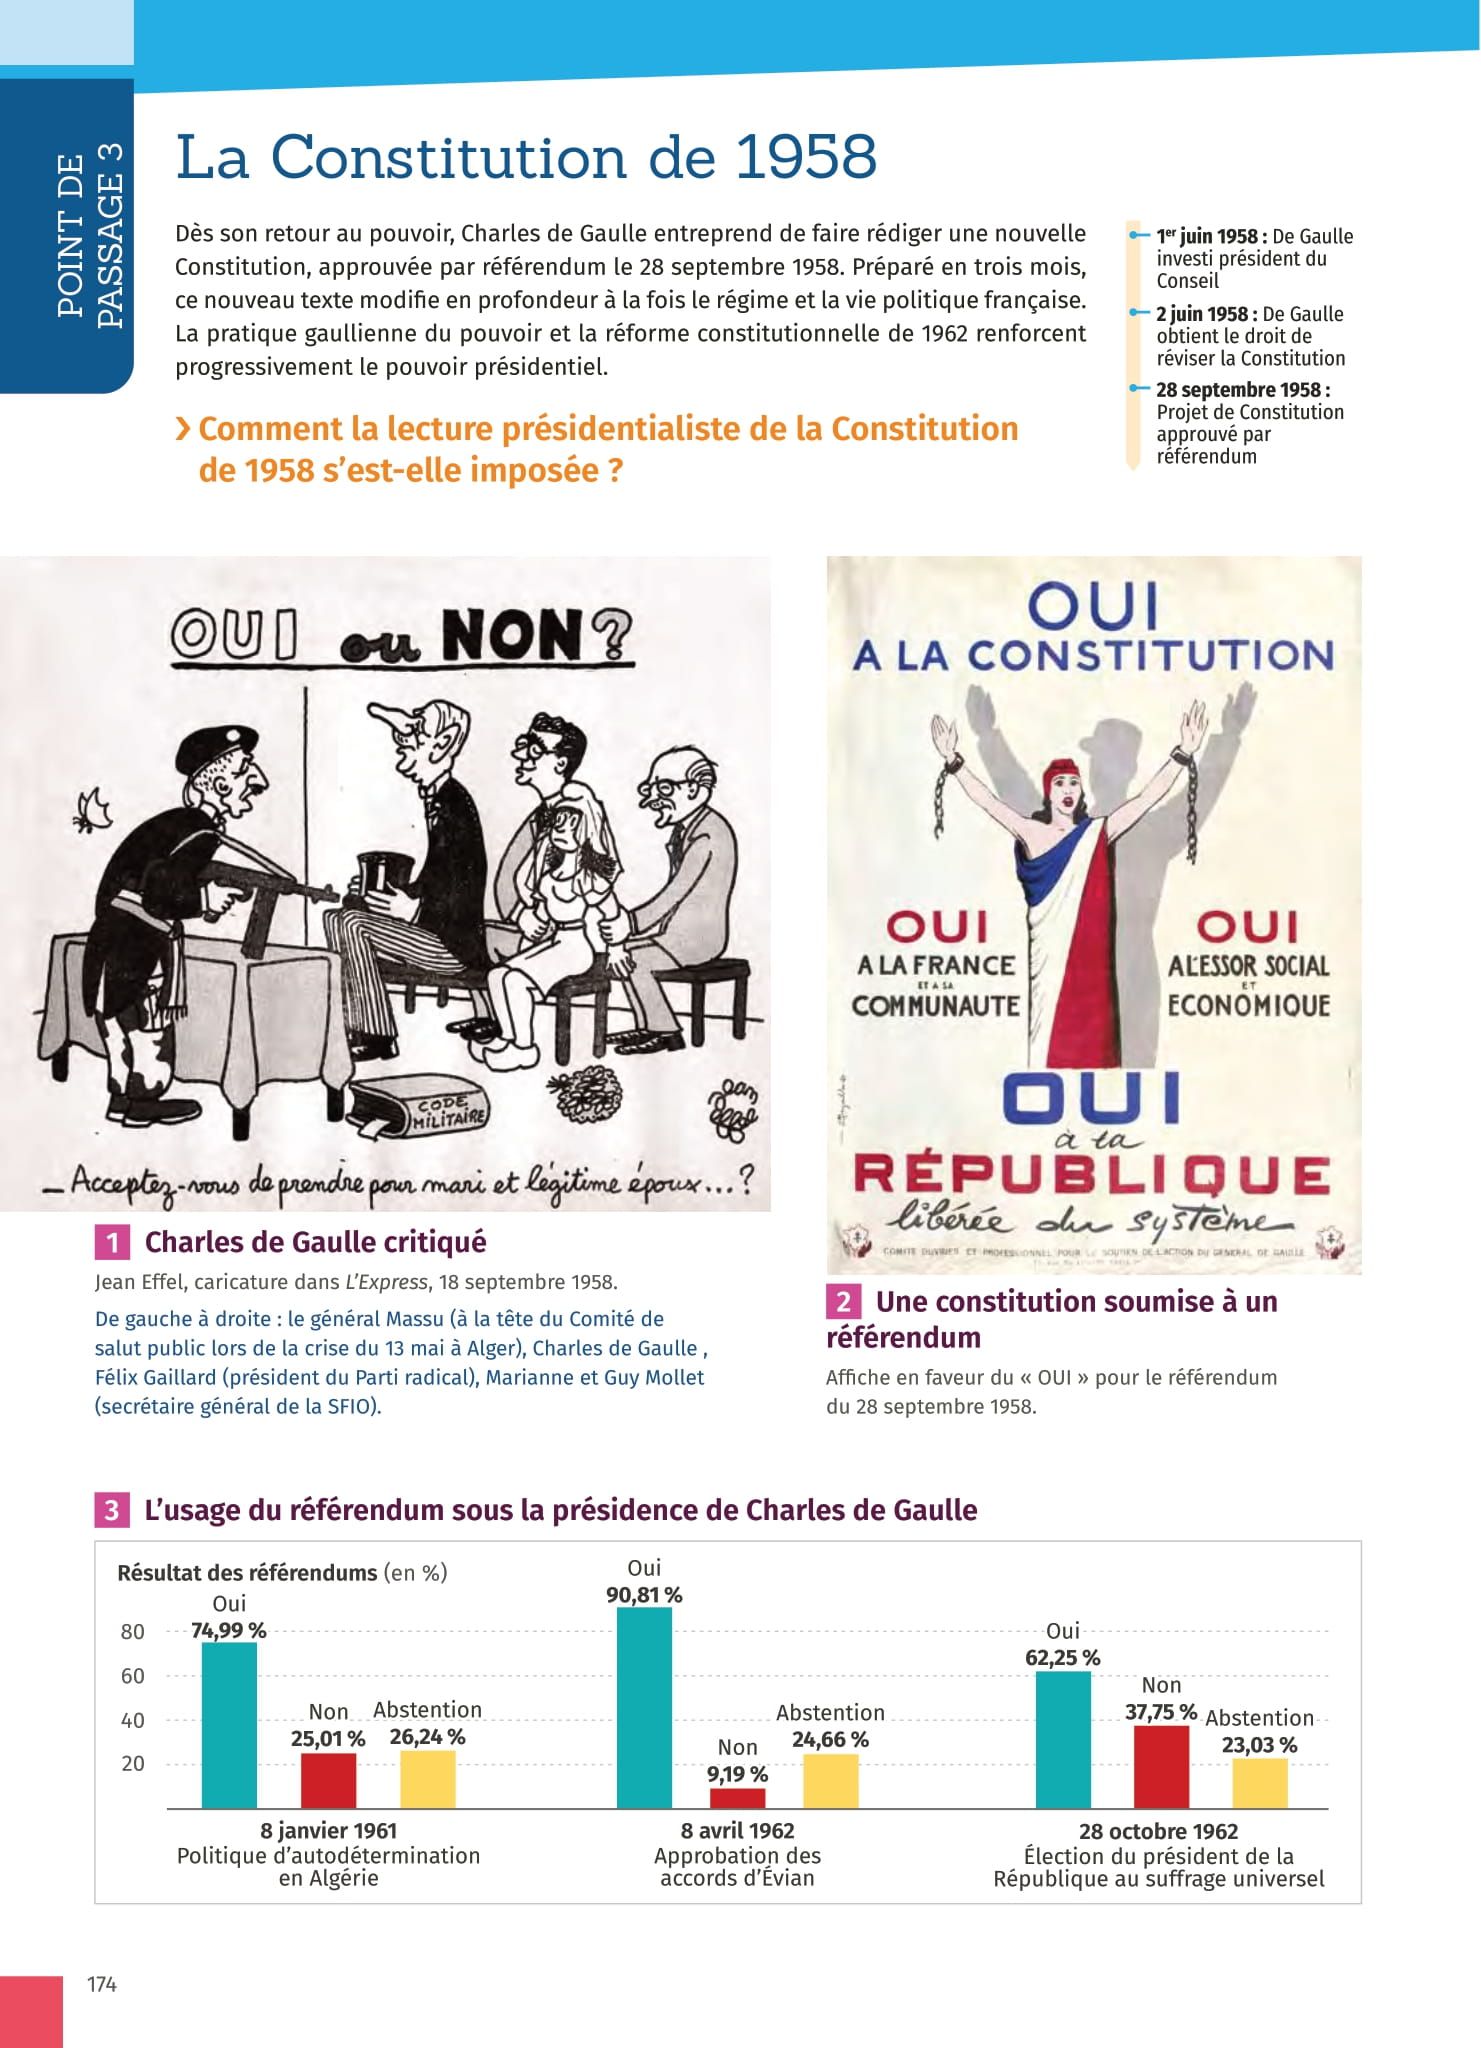 POINT DE
PASSAGE 3
La Constitution de 1958
Dès son retour au pouvoir, Charles de Gaulle entreprend de faire rédiger une nouvelle
Constitution, approuvée par référendum le 28 septembre 1958. Préparé en trois mois,
ce nouveau texte modifie en profondeur à la fois le régime et la vie politique française.
La pratique gaullienne du pouvoir et la réforme constitutionnelle de 1962 renforcent
progressivement le pouvoir présidentiel.
› Comment la lecture présidentialiste de la Constitution
de 1958 s'est-elle imposée ?
1er juin 1958 : De Gaulle
investi président du
Conseil
2 juin 1958 : De Gaulle
obtient le droit de
réviser la Constitution
28 septembre 1958 :
Projet de Constitution
approuvé par
référendum
OUI ou NON ?
CODE
MILITAIRE
Jean
Effel
— Acceptez-vous de prendre pour mari et légitime époux...?
1 Charles de Gaulle critiqué
Jean Effel, caricature dans L'Express, 18 septembre 1958.
De gauche à droite : le général Massu (à la tête du Comité de
salut public lors de la crise du 13 mai à Alger), Charles de Gaulle ,
Félix Gaillard (président du Parti radical), Marianne et Guy Mollet
(secrétaire général de la SFIO).
OUI
A LA CONSTITUTION
OUI
A LA FRANCE
ET A SA
COMMUNAUTE
OUI
A L'ESSOR SOCIAL
ET
ECONOMIQUE
OUI
à la
RÉPUBLIQUE
libérée du système
COMITE OUVRIER ET PROFESSIONNEL POUR LE SOUTIEN DE L'ACTION DU GENERAL DE GAULLE
2 Une constitution soumise à un
référendum
Affiche en faveur du « OUI » pour le référendum
du 28 septembre 1958.
3 L'usage du référendum sous la présidence de Charles de Gaulle
Résultat des référendums (en %)
80
60
40
20
Oui
74,99 %
Non
25,01 %
Abstention
26,24 %
8 janvier 1961
Politique d'autodétermination
en Algérie
Oui
90,81 %
Non
9,19 %
Abstention
24,66 %
8 avril 1962
Approbation des
accords d'Évian
Oui
62,25 %
Non
37,75 %
Abstention
23,03 %
28 octobre 1962
Élection du président de la
République au suffrage universel
174